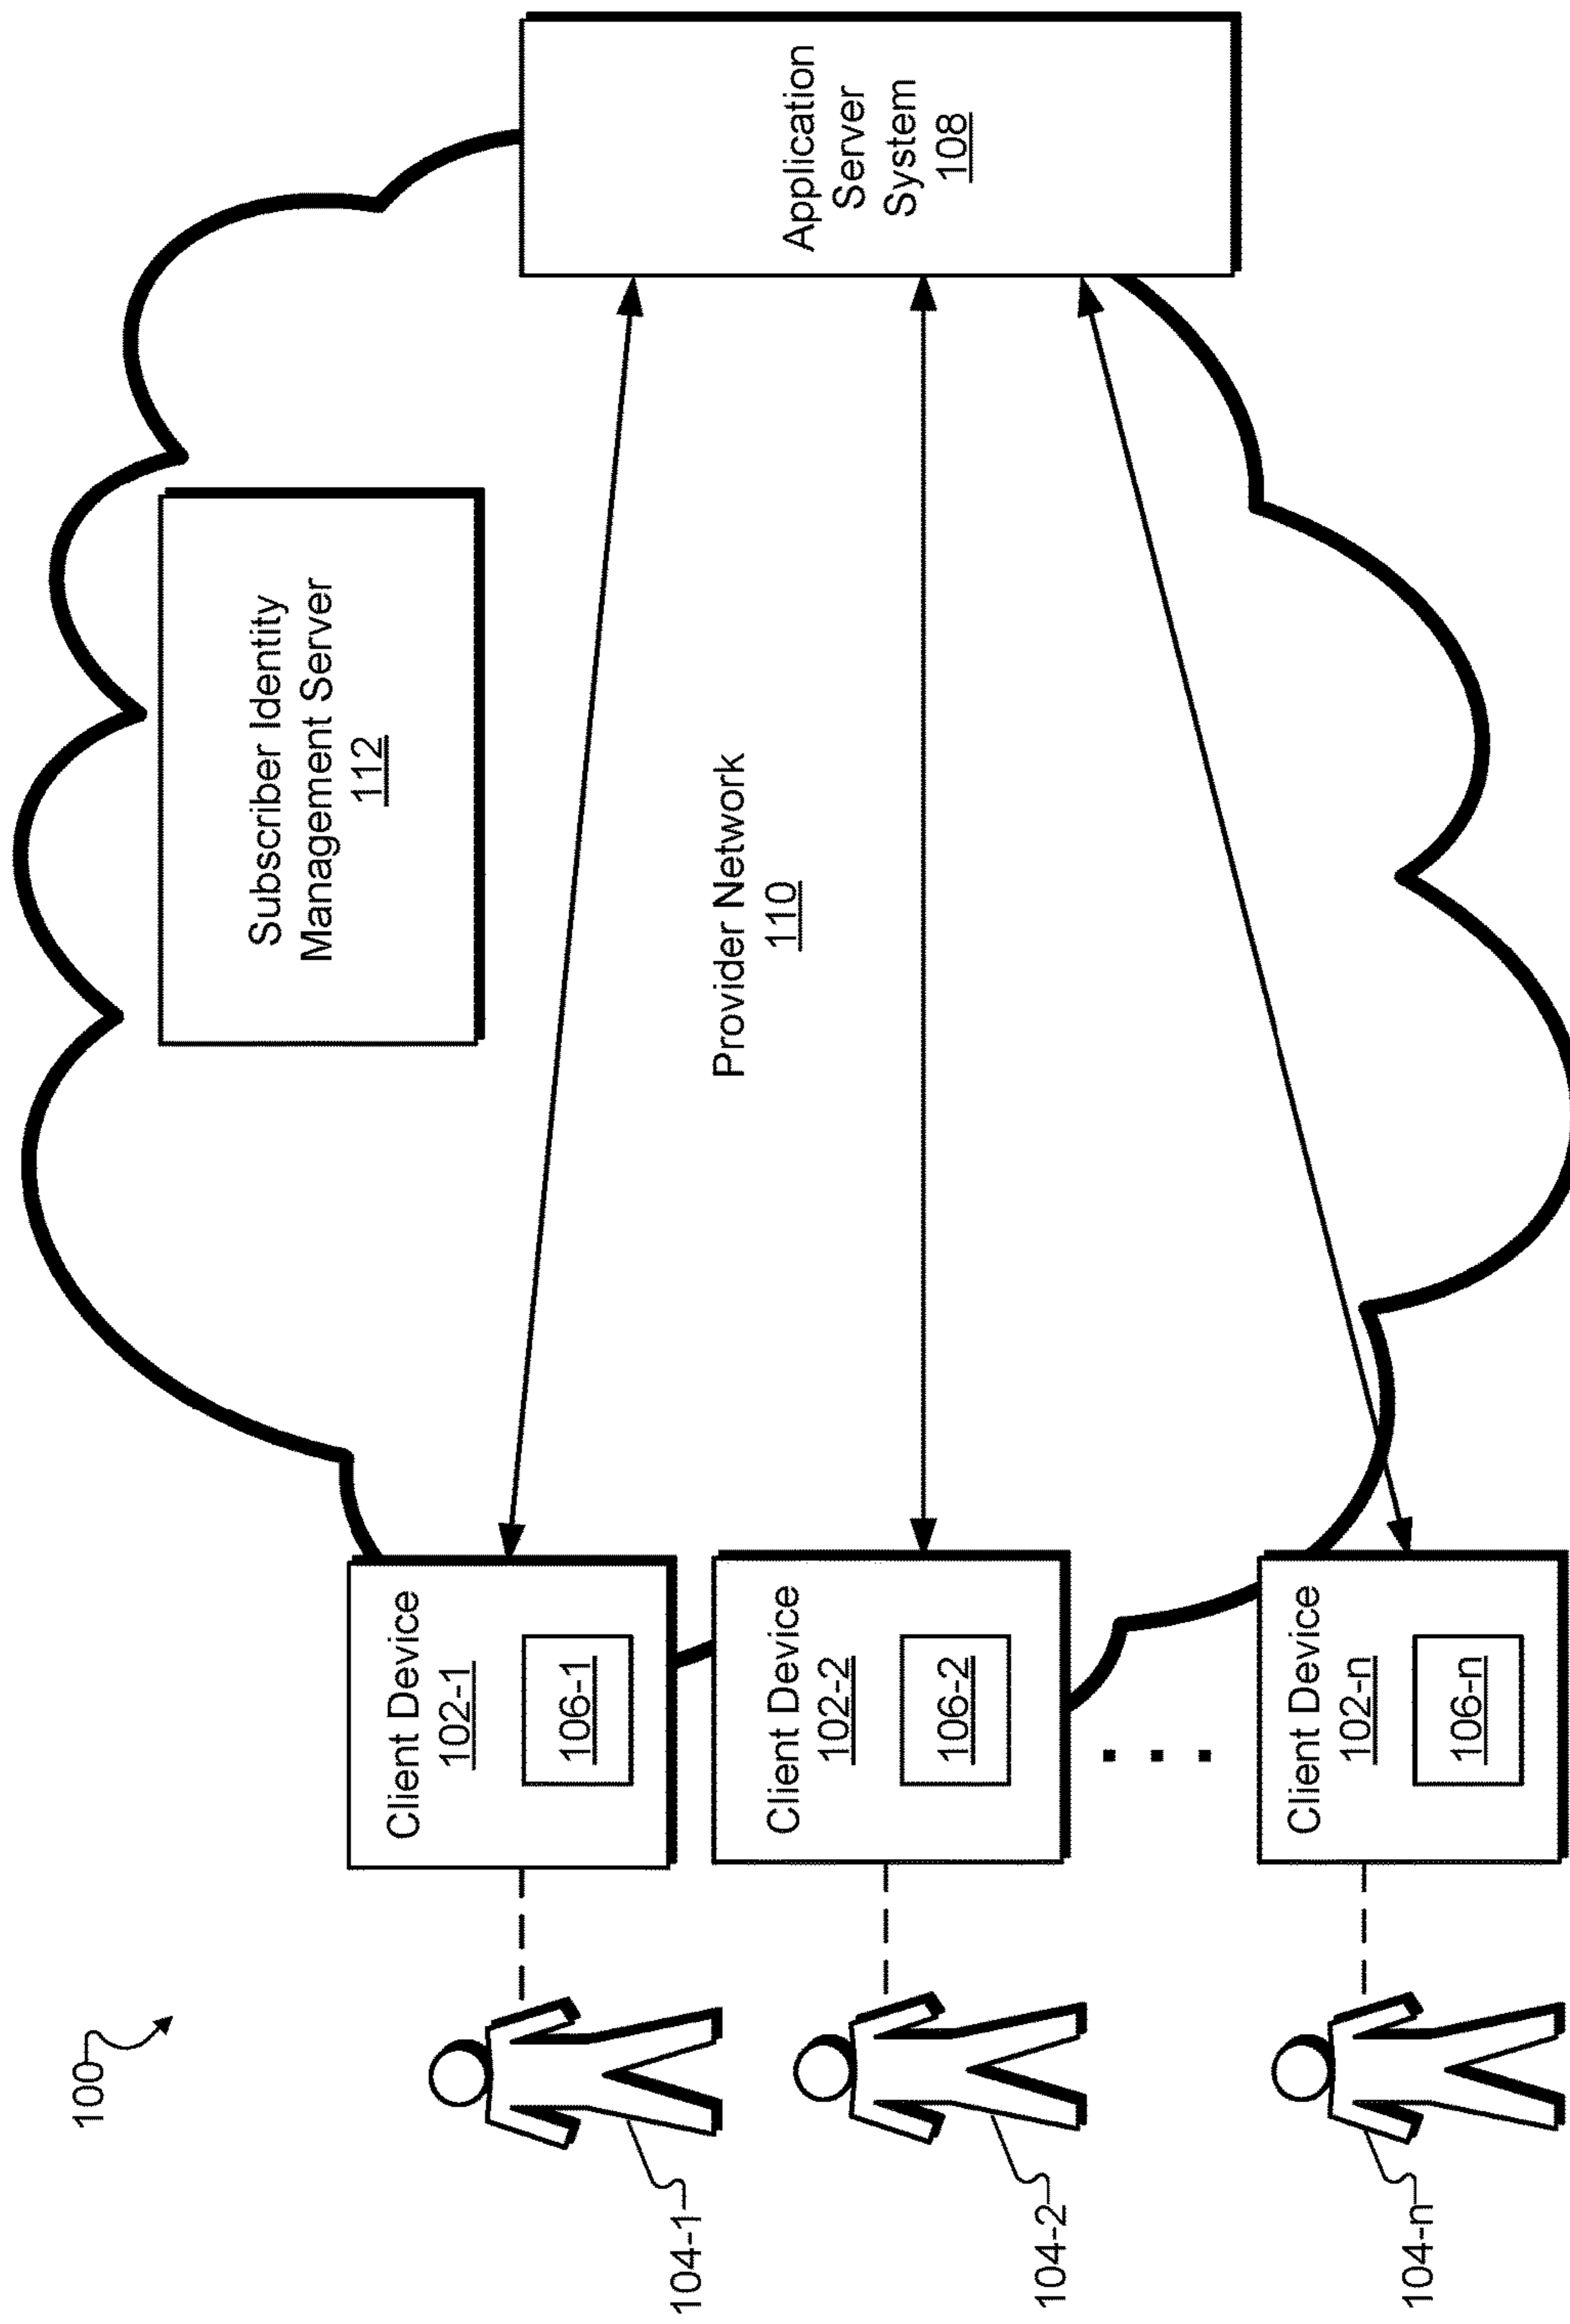 100
Subscriber Identity
Management Server
112
Application
Server
System
108
Provider Network
110
Client Device
102-1
106-1
104-1
Client Device
102-2
106-2
104-2
Client Device
102-n
106-n
104-n